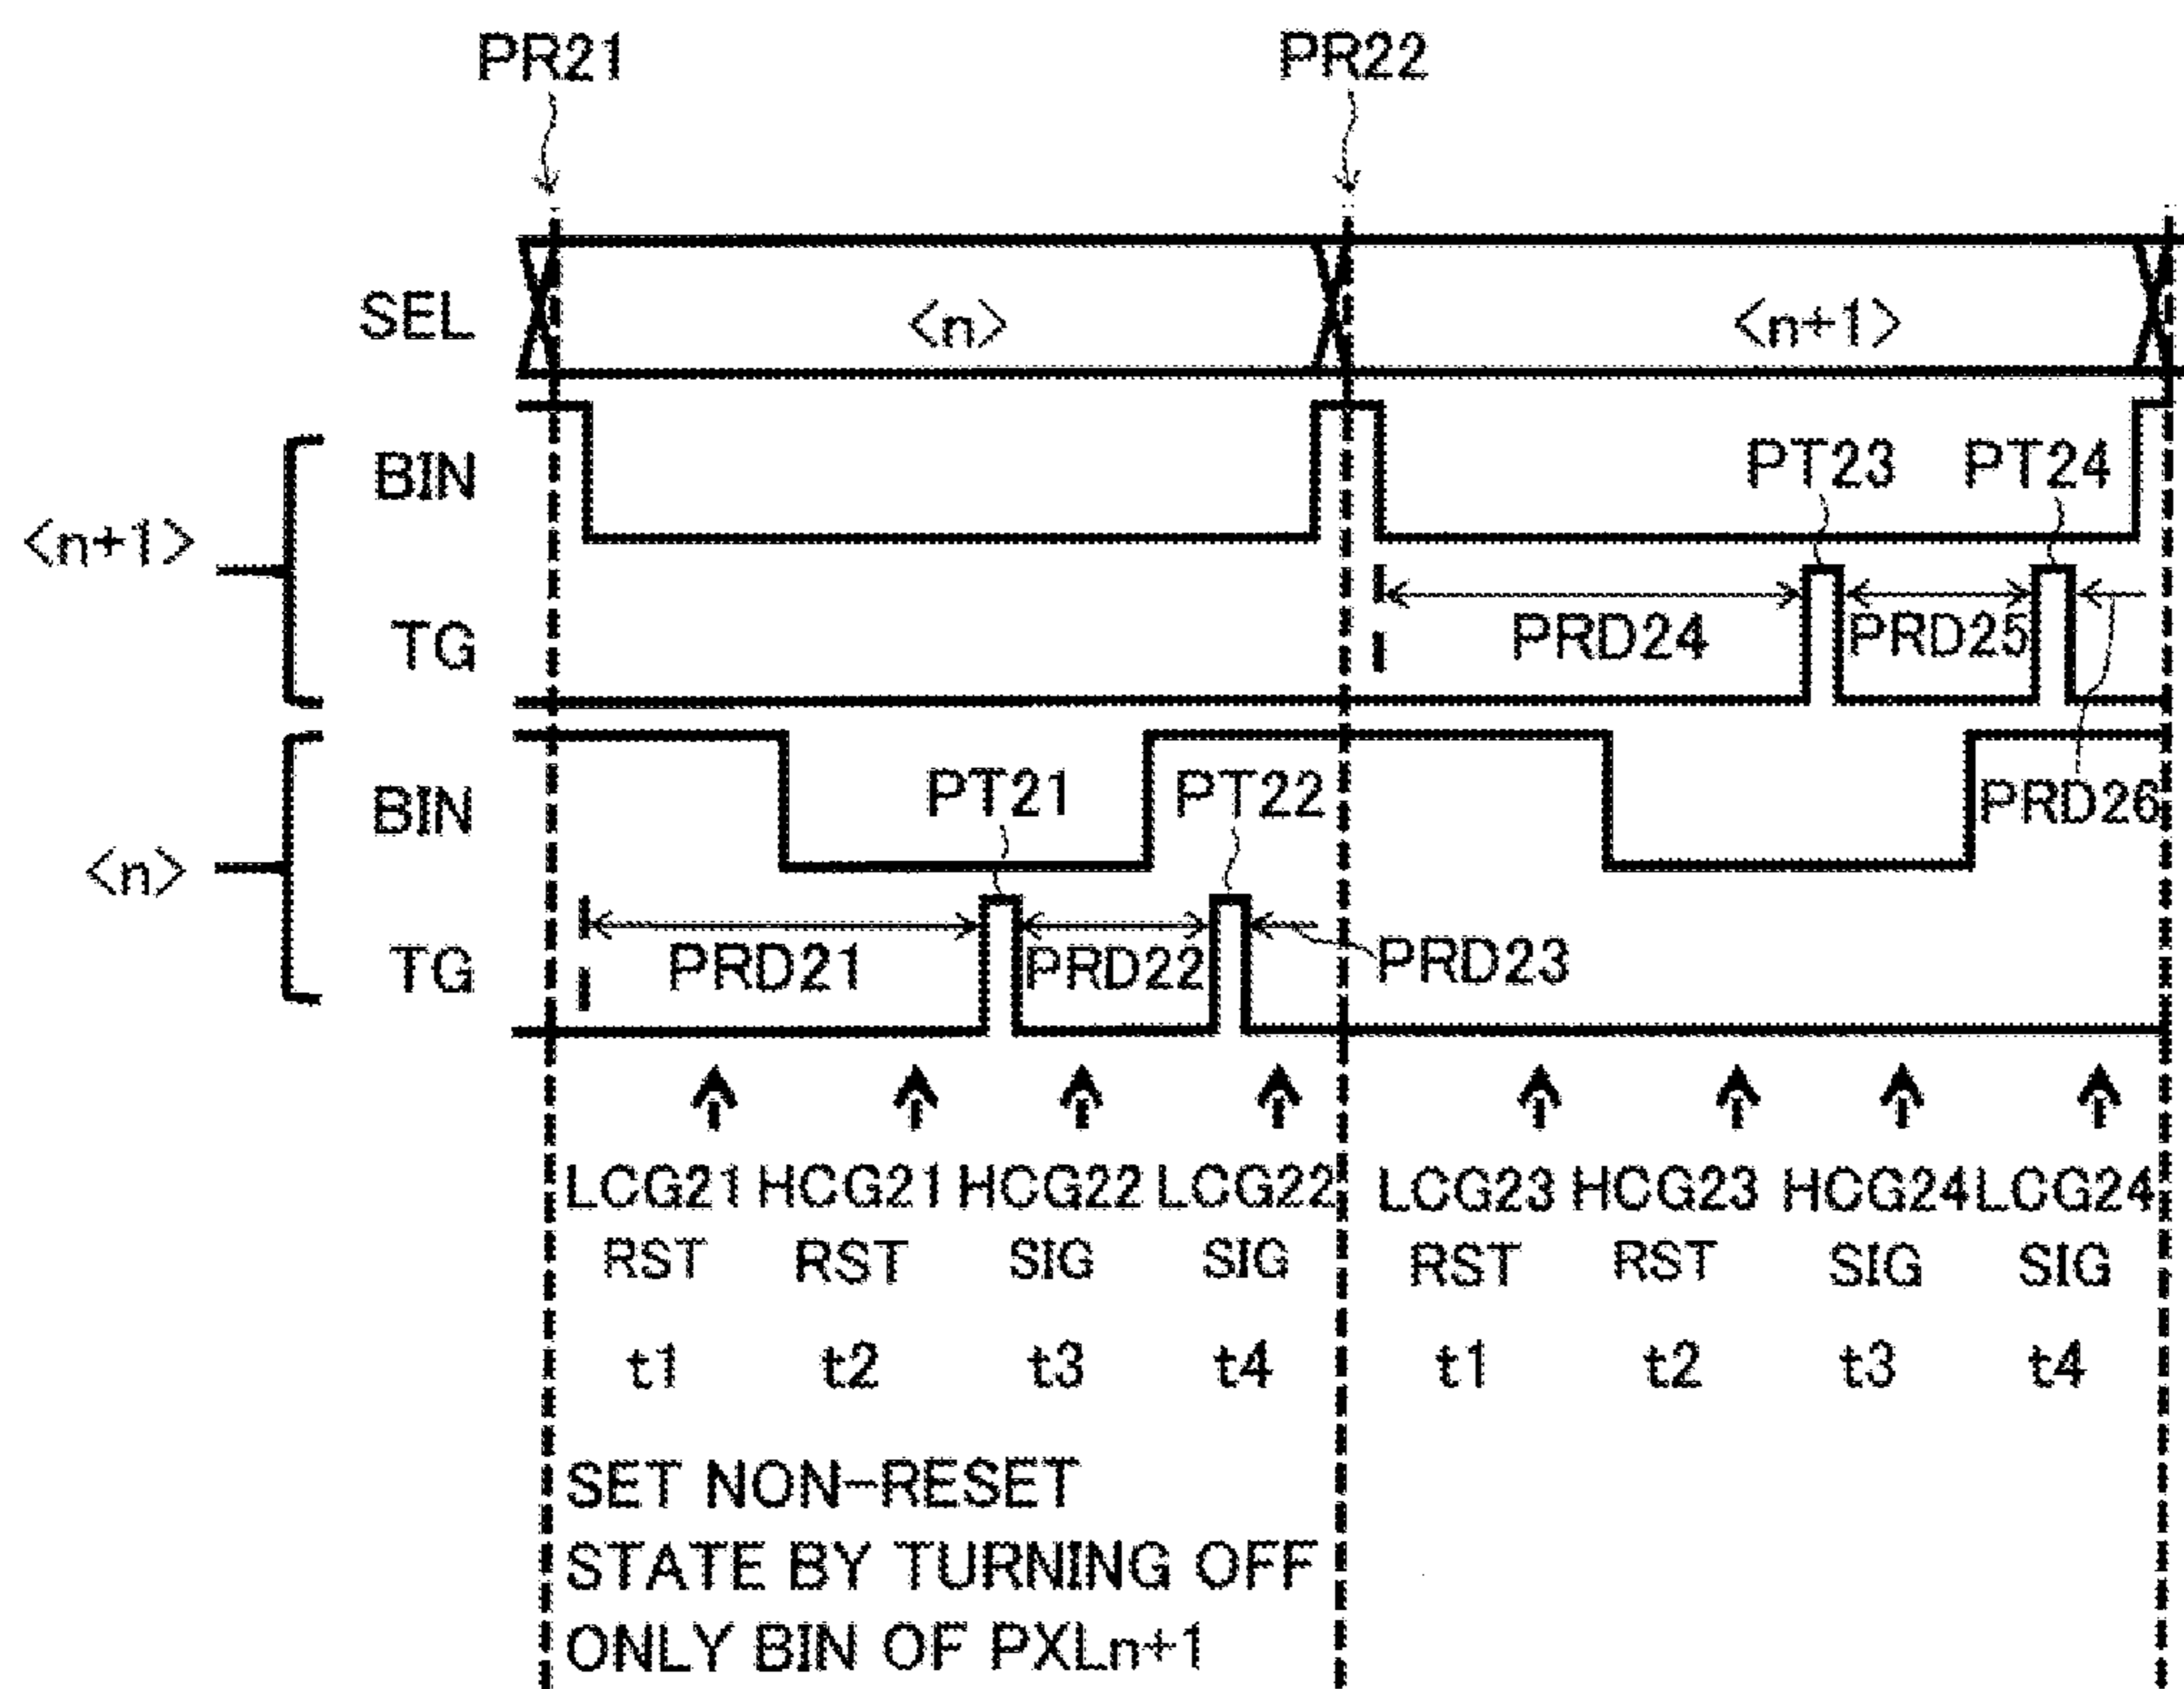 PR21 PR22
SEL <n> <n+1>
<n+1> BIN PT23 PT24
TG PRD24 PRD25 PRD26
<n> BIN PT21 PT22
TG PRD21 PRD22 PRD23
LCG21 HCG21 HCG22 LCG22 LCG23 HCG23 HCG24 LCG24
RST RST SIG SIG RST RST SIG SIG
t1 t2 t3 t4 t1 t2 t3 t4
SET NON-RESET
STATE BY TURNING OFF
ONLY BIN OF PXLn+1